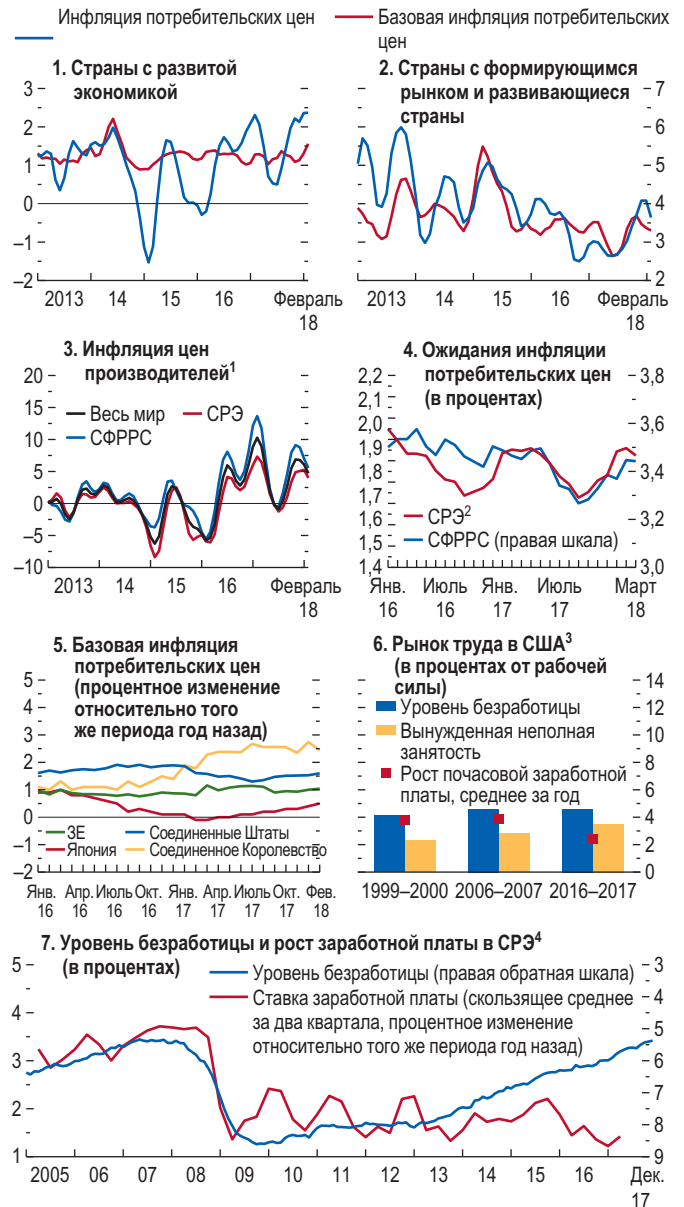 Инфляция потребительских цен
Базовая инфляция потребительских
цен
1. Страны с развитой
экономикой
3
2
1
0
–1
–2
2013 14 15 16 Февраль
18
2. Страны с формирующимся
рынком и развивающиеся
страны
7
6
5
4
3
2
2013 14 15 16 Февраль
18
3. Инфляция цен
производителей1
20
15
10
5
0
–5
–10
Весь мир
СРЭ
СФРРС
2013 14 15 16 Февраль
18
4. Ожидания инфляции
потребительских цен
(в процентах)
2,2
2,1
2,0
1,9
1,8
1,7
1,6
1,5
1,4
3,8
3,6
3,4
3,2
3,0
СРЭ2
СФРРС (правая шкала)
Янв. Июль Янв. Июль Март
16 16 17 17 18
5. Базовая инфляция
потребительских цен
(процентное изменение
относительно того
же периода год назад)
5
4
3
2
1
0
–1
–2
ЗЕ
Соединенные Штаты
Япония
Соединенное Королевство
Янв. Апр. Июль Окт. Янв. Апр. Июль Окт. Фев.
16 16 16 16 17 17 17 17 18
6. Рынок труда в США3
(в процентах от рабочей
силы)
Уровень безработицы
Вынужденная неполная
занятость
Рост почасовой заработной
платы, среднее за год
14
12
10
8
6
4
2
0
1999–2000 2006–2007 2016–2017
7. Уровень безработицы и рост заработной платы в СРЭ4
(в процентах)
Уровень безработицы (правая обратная шкала)
Ставка заработной платы (скользящее среднее
за два квартала, процентное изменение
относительно того же периода год назад)
5
4
3
2
1
3
4
5
6
7
8
9
2005 06 07 08 09 10 11 12 13 14 15 16 Дек.
17